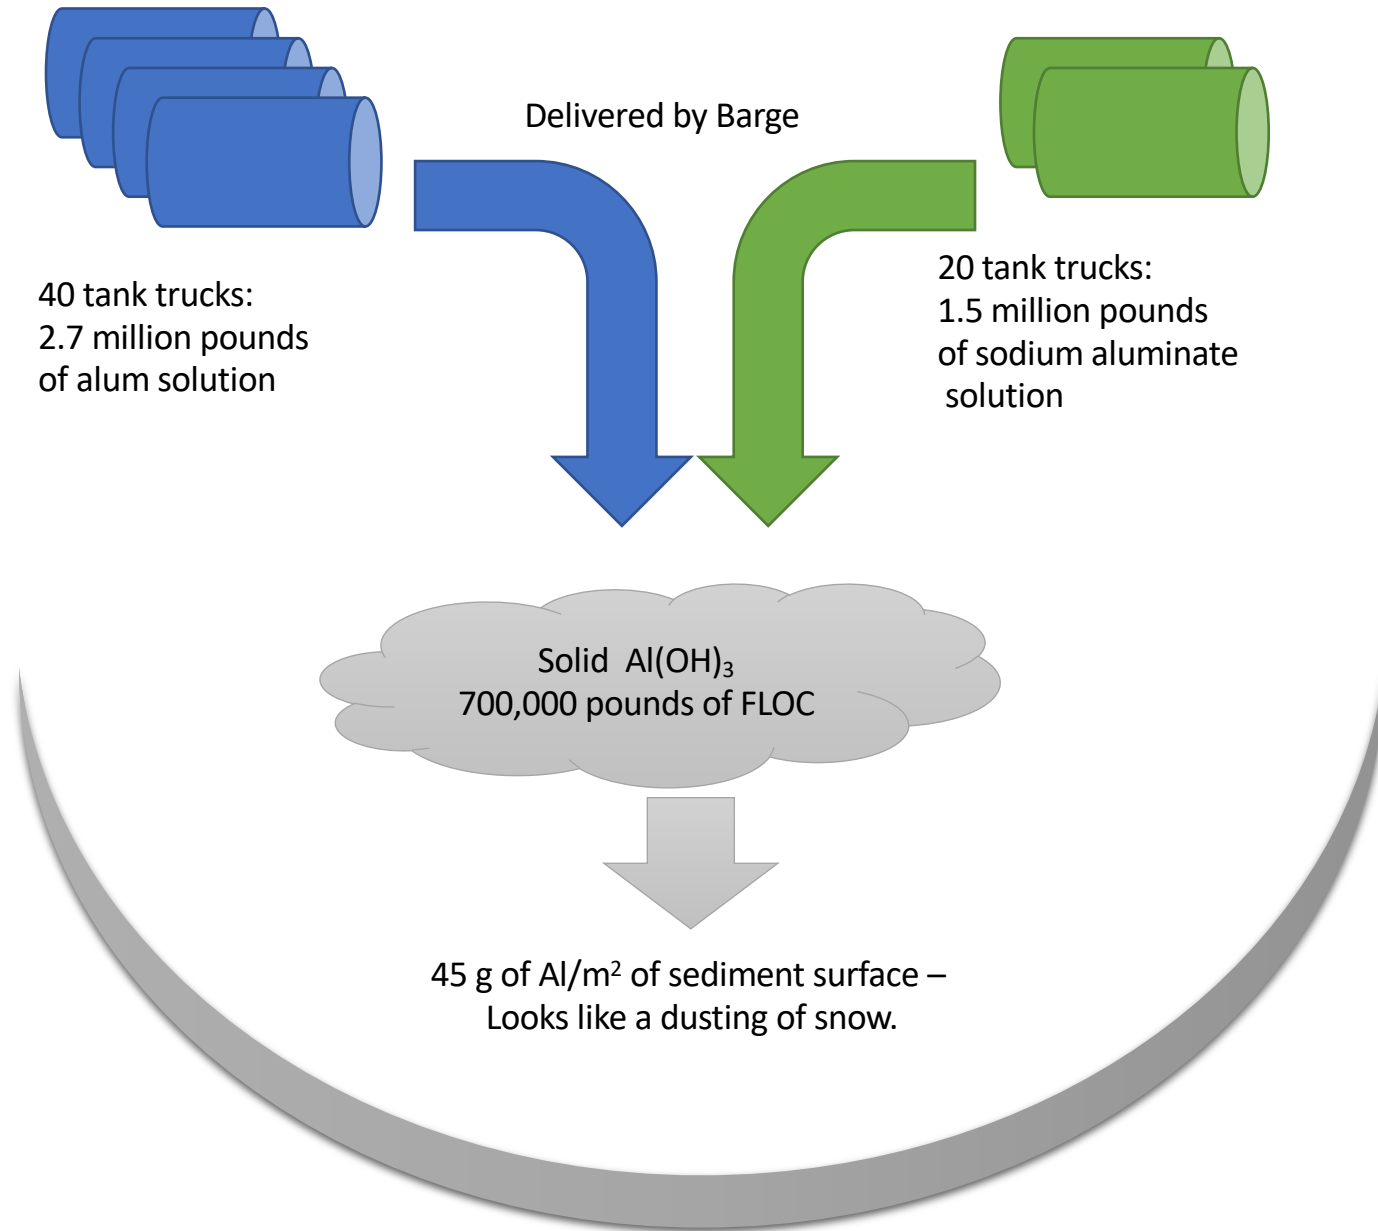 Delivered by Barge
40 tank trucks:
2.7 million pounds
of alum solution
20 tank trucks:
1.5 million pounds
of sodium aluminate
solution
Solid  Al(OH)₃
700,000 pounds of FLOC
45 g of Al/m² of sediment surface –
Looks like a dusting of snow.